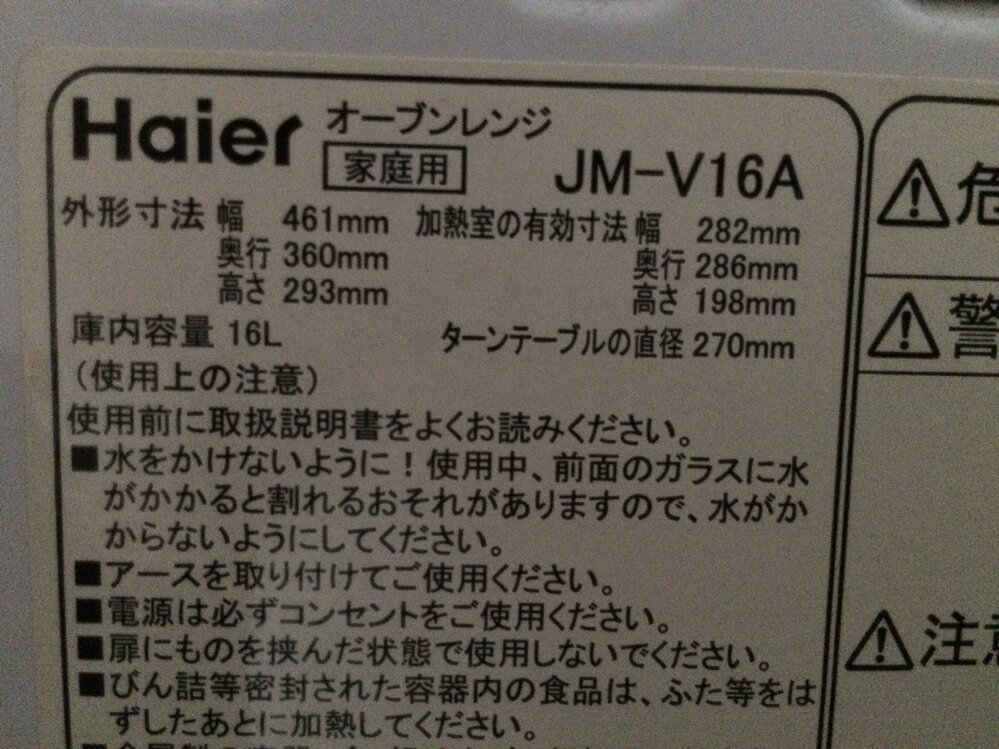 Haier オーブンレンジ
家庭用 JM-V16A
外形寸法 幅 461mm 加熱室の有効寸法 幅 282mm
奥行 360mm 奥行 286mm
高さ 293mm 高さ 198mm
庫内容量 16L ターンテーブルの直径 270mm
(使用上の注意)
使用前に取扱説明書をよくお読みください。
■水をかけないように!使用中、前面のガラスに水
がかかると割れるおそれがありますので、水がか
からないようにしてください。
■アースを取り付けてご使用ください。
■電源は必ずコンセントをご使用ください。
■扉にものを挟んだ状態で使用しないでください。
■びん詰等密封された容器内の食品は、ふた等をは
ずしたあとに加熱してください。
危
警
注意